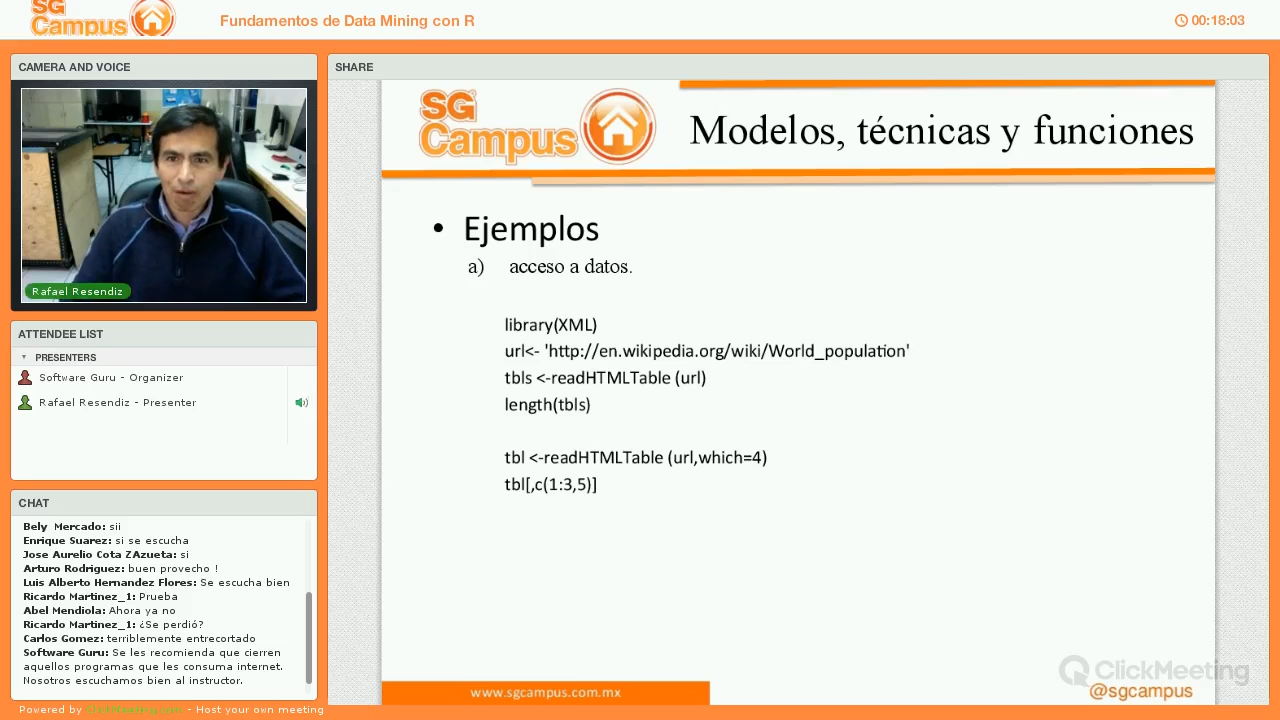 SG
Campus
Fundamentos de Data Mining con R
00:18:03
CAMERA AND VOICE
Rafael Resendiz
ATTENDEE LIST
PRESENTERS
Software Guru - Organizer
Rafael Resendiz - Presenter
CHAT
Bely Mercado: sii
Enrique Suarez: si se escucha
Jose Aurelio Cota ZAzueta: si
Arturo Rodriguez: buen provecho !
Luis Alberto Hernandez Flores: Se escucha bien
Ricardo Martinez_1: Prueba
Abel Mendiola: Ahora ya no
Ricardo Martinez_1: ¿Se perdió?
Carlos Gomez: terriblemente entrecortado
Software Guru: Se les recomienda que cierren
aquellos programas que les consuma internet.
Nosotros escuchamos bien al instructor.
Powered by ClickMeeting.com - Host your own meeting
SHARE
SG
Campus
Modelos, técnicas y funciones
• Ejemplos
a) acceso a datos.
library(XML)
url<- 'http://en.wikipedia.org/wiki/World_population'
tbls <-readHTMLTable (url)
length(tbls)
tbl <-readHTMLTable (url,which=4)
tbl[,c(1:3,5)]
www.sgcampus.com.mx
ClickMeeting
@sgcampus